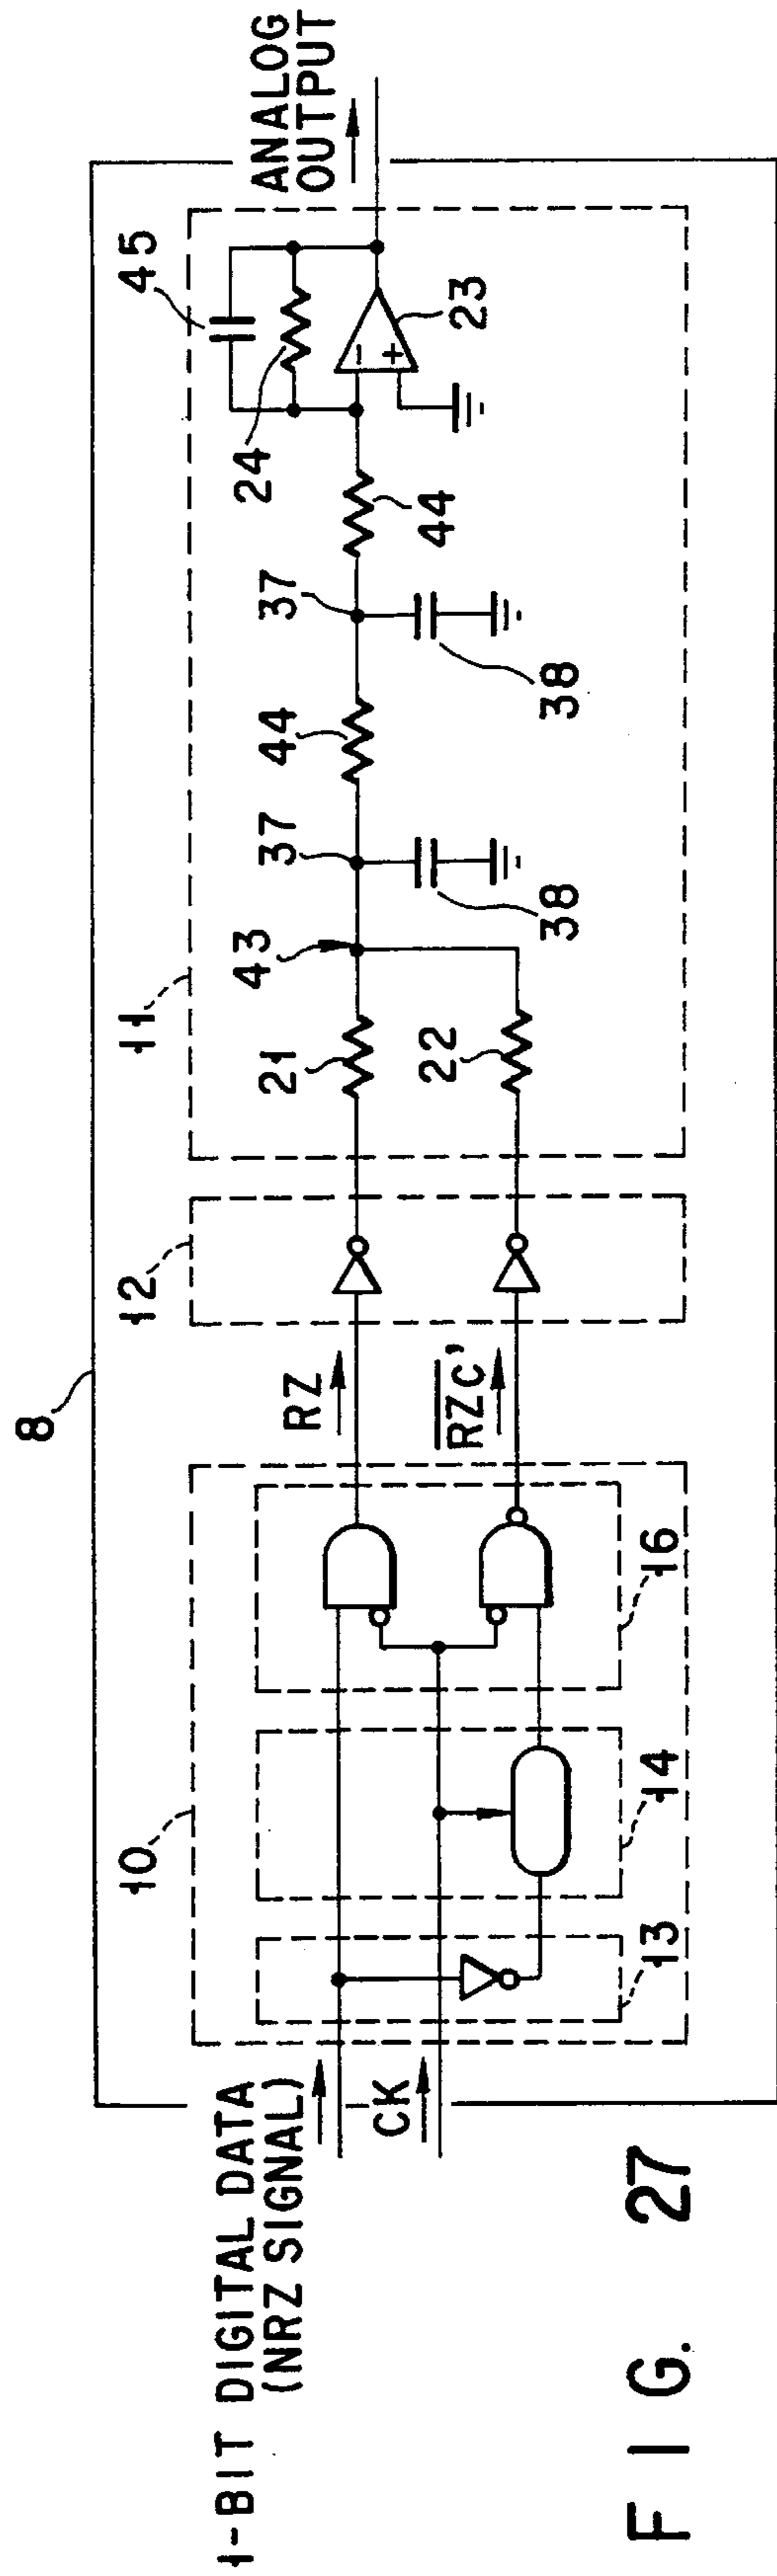 8
1-BIT DIGITAL DATA
(NRZ SIGNAL)
CK
10
13
14
16
RZ
RZc'
12
11
21
22
43
37
38
44
37
38
44
24
45
-
+
23
ANALOG
OUTPUT
FIG. 27